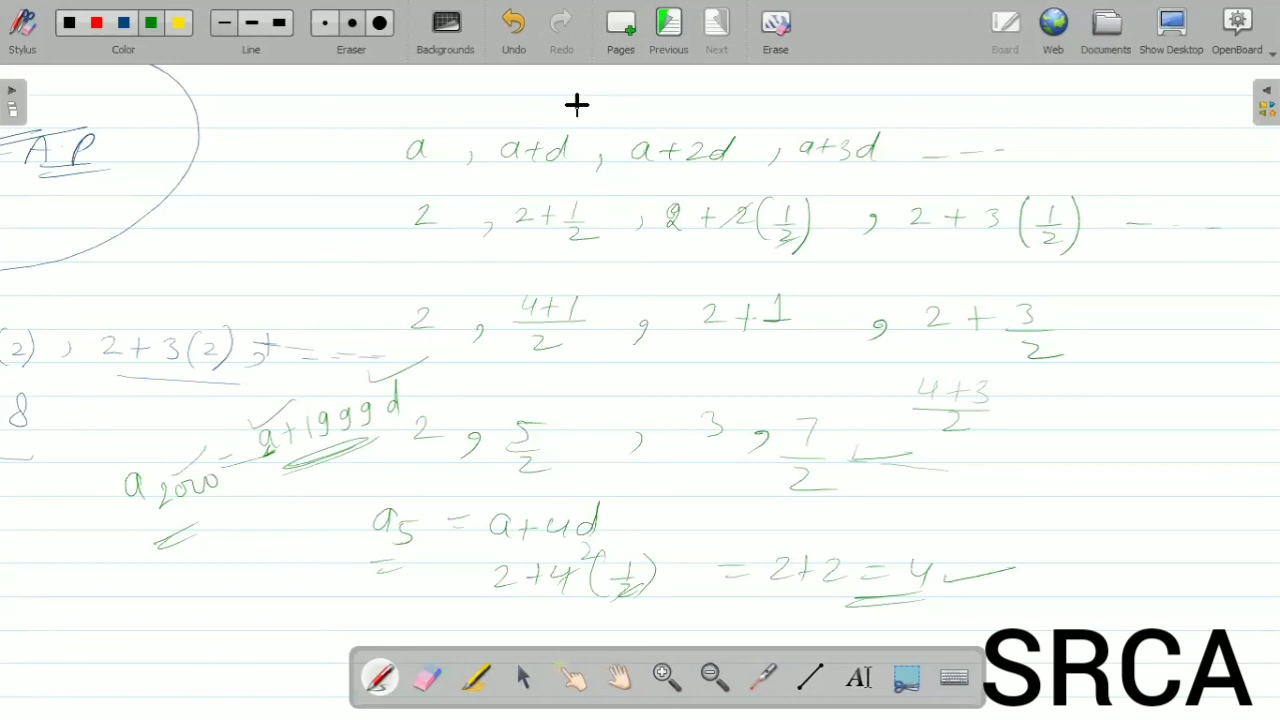 Stylus Color Line Eraser Backgrounds Undo Redo Pages Previous Next Erase Board Web Documents Show Desktop OpenBoard
= AP
a , a+d , a+2d , a+3d ----
2 , 2+1/2 , 2+2(1/2) , 2+3(1/2) ----
2 , 4+1/2 , 2+1 , 2+3/2
(2) , 2+3(2) , + ----
4+3/2
8
2 , 5/2 , 3 , 7/2
a2000 = a+1999d
a5 = a+4d
= 2+4²(1/2) = 2+2 = 4
SRCA